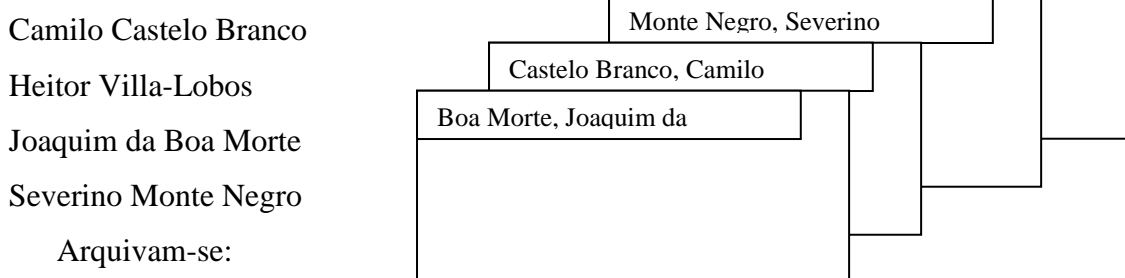 Camilo Castelo Branco
Heitor Villa-Lobos
Joaquim da Boa Morte
Severino Monte Negro
Arquivam-se:
Monte Negro, Severino
Castelo Branco, Camilo
Boa Morte, Joaquim da